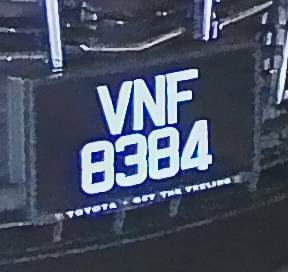 VNF
8384
TOYOTA - GET THE FEELING